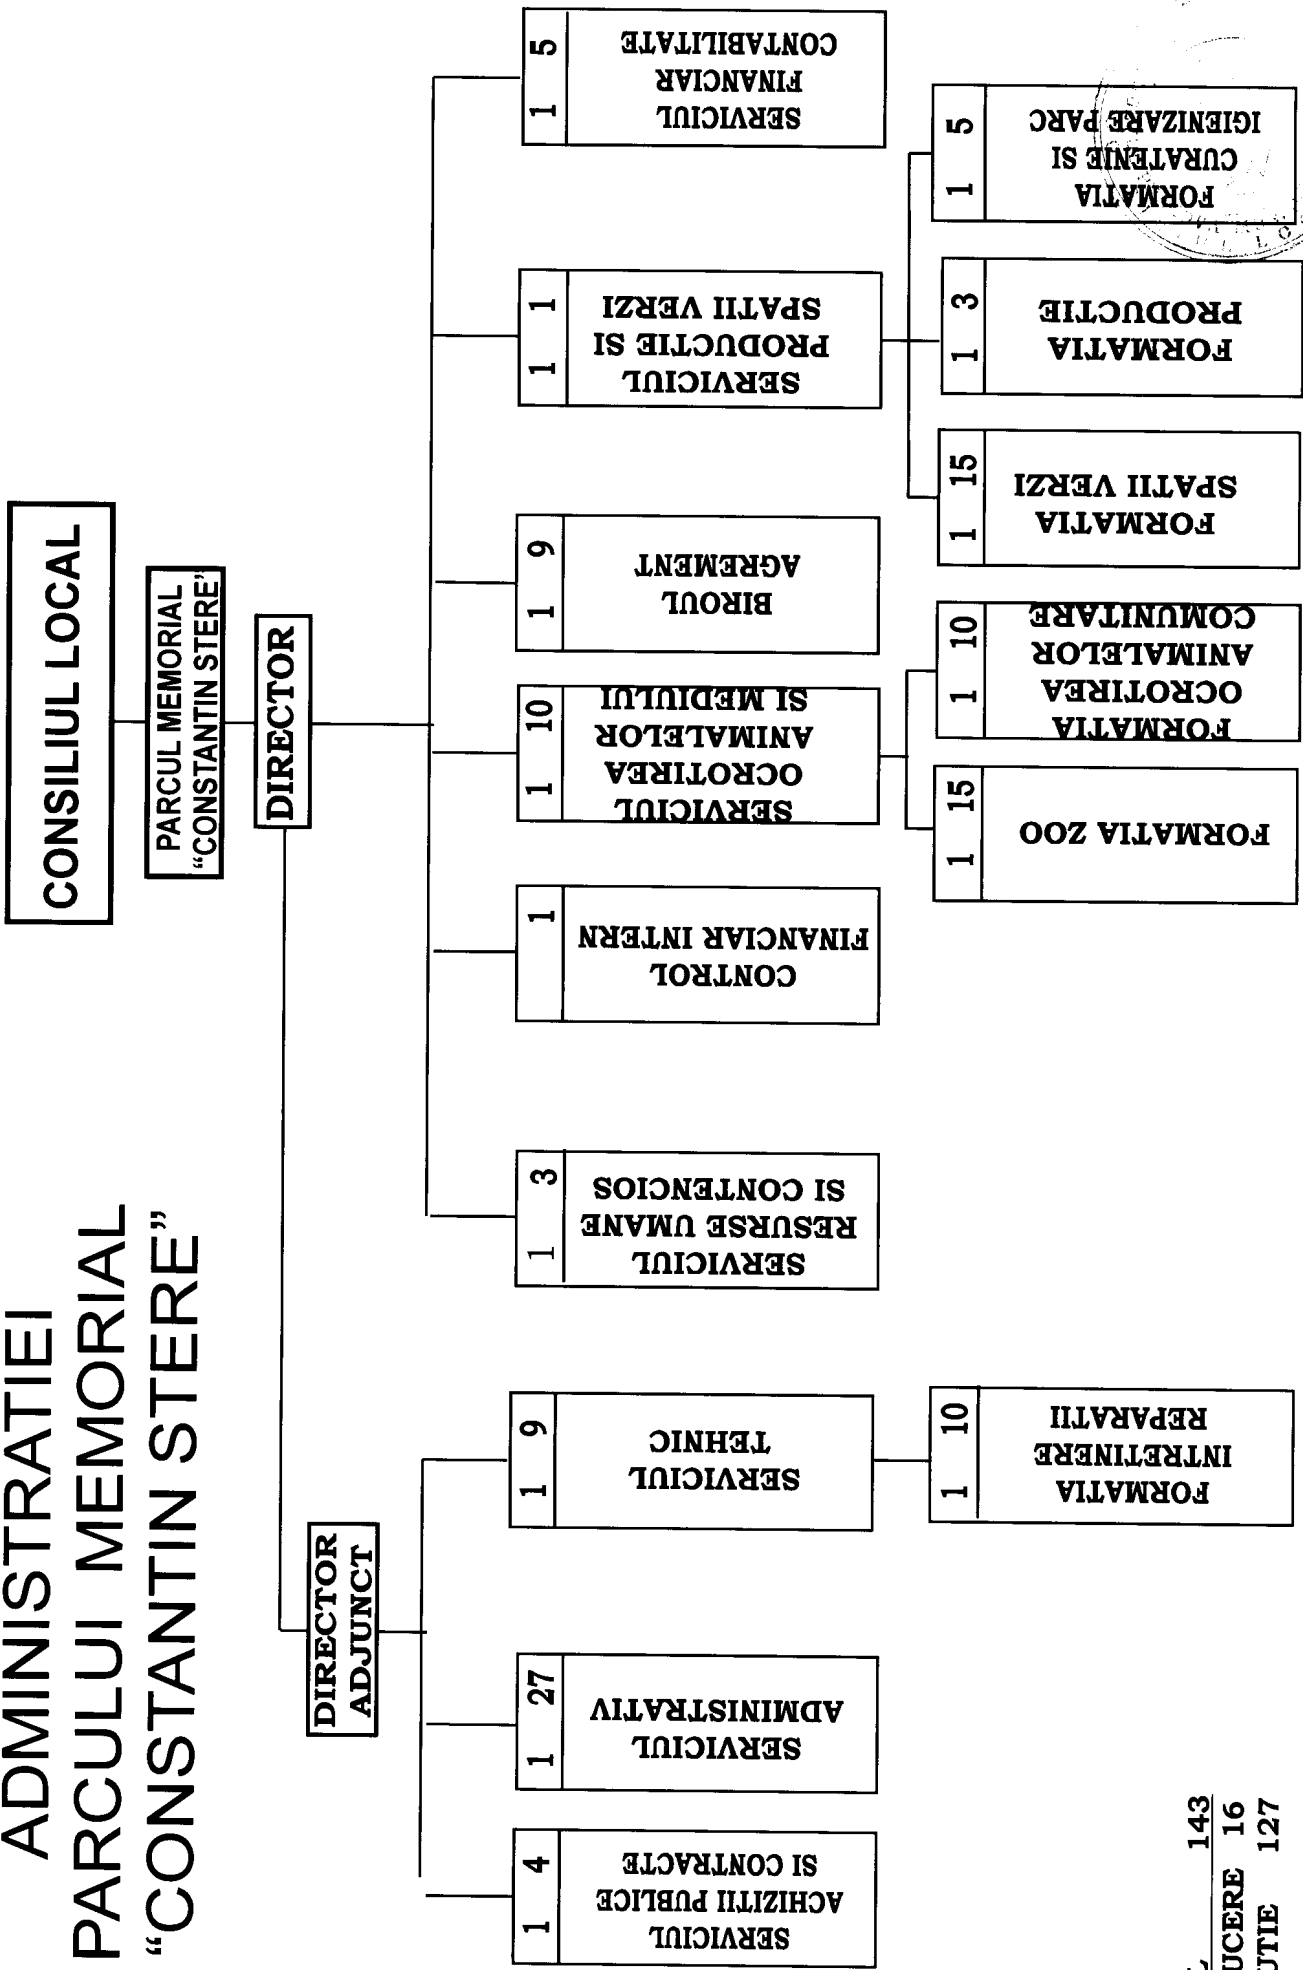 ADMINISTRATIEI
PARCULUI MEMORIAL
“CONSTANTIN STERE”
CONSILIUL LOCAL
PARCUL MEMORIAL
“CONSTANTIN STERE”
DIRECTOR
DIRECTOR
ADJUNCT
1 4
SERVICIUL
ACHIZITII PUBLICE
SI CONTRACTE
1 27
SERVICIUL
ADMINISTRATIV
1 9
SERVICIUL
TEHNIC
1 3
SERVICIUL
RESURSE UMANE
SI CONTENCIOS
1
CONTROL
FINANCIAR INTERN
1 10
SERVICIUL
OCROTIREA
ANIMALELOR
SI MEDIULUI
1 9
BIROUL
AGREMENT
1 1
SERVICIUL
PRODUCTIE SI
SPATII VERZI
1 5
SERVICIUL
FINANCIAR
CONTABILITATE
1 10
FORMATIA
INTRETINERE
REPARATII
1 15
FORMATIA ZOO
1 10
FORMATIA
OCROTIREA
ANIMALELOR
COMUNITARE
1 15
FORMATIA
SPATII VERZI
1 3
FORMATIA
PRODUCTIE
1 5
FORMATIA
CURATENIE SI
IGIENIZARE PARC
L 143
UCERE 16
UTIE 127